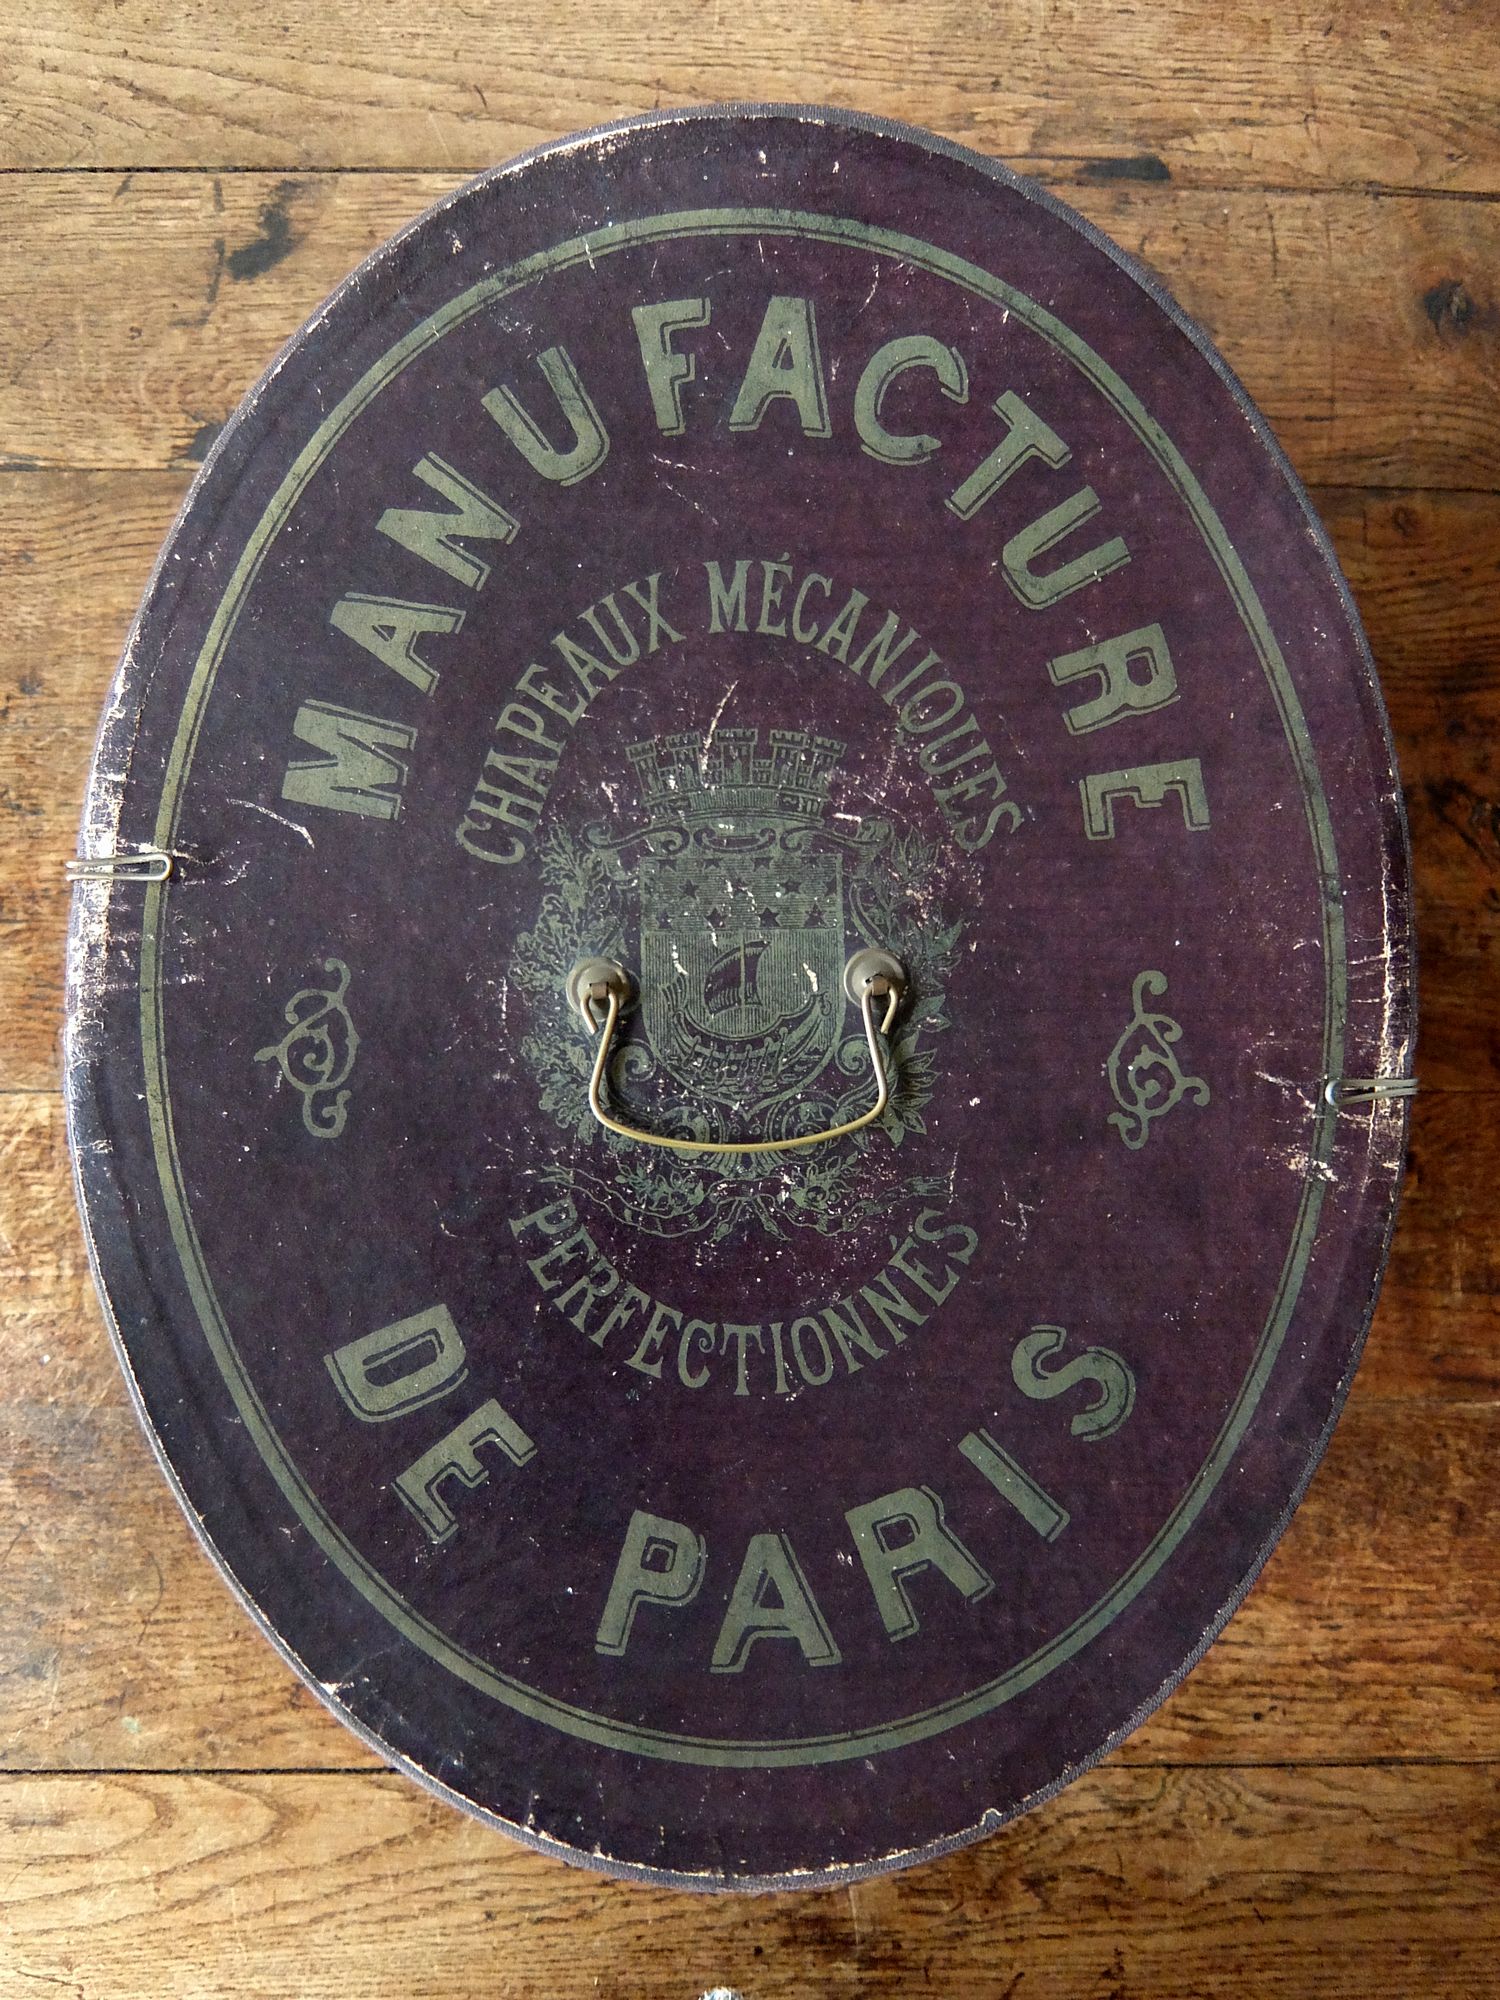 MANUFACTURE
CHAPEAUX MÉCANIQUES
PERFECTIONNÉS
DE PARIS